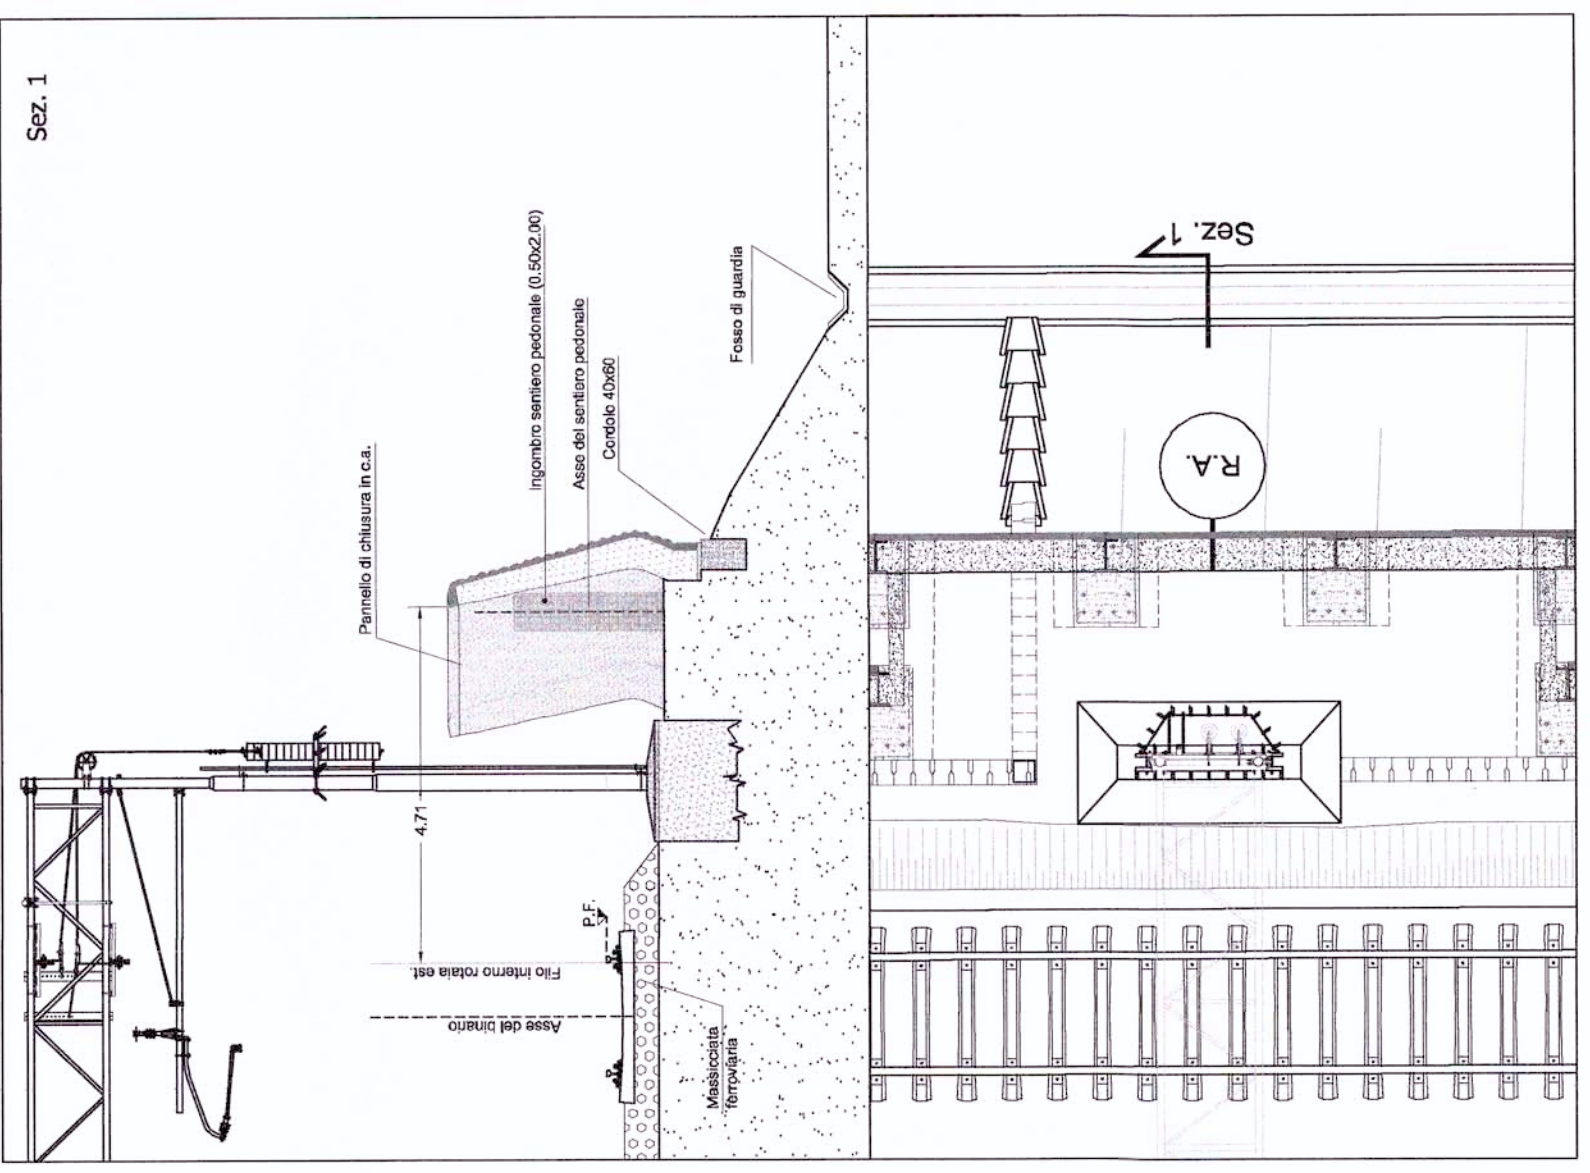 Sez. 1
Pannello di chiusura in c.a.
Ingombro sentiero pedonale (0.50x2.00)
Asse del sentiero pedonale
Cordolo 40x60
Fosso di guardia
4.71
P.F.
Filo interno rotaia est.
Asse del binario
Massicciata
ferroviaria
Sez. 1
R.A.